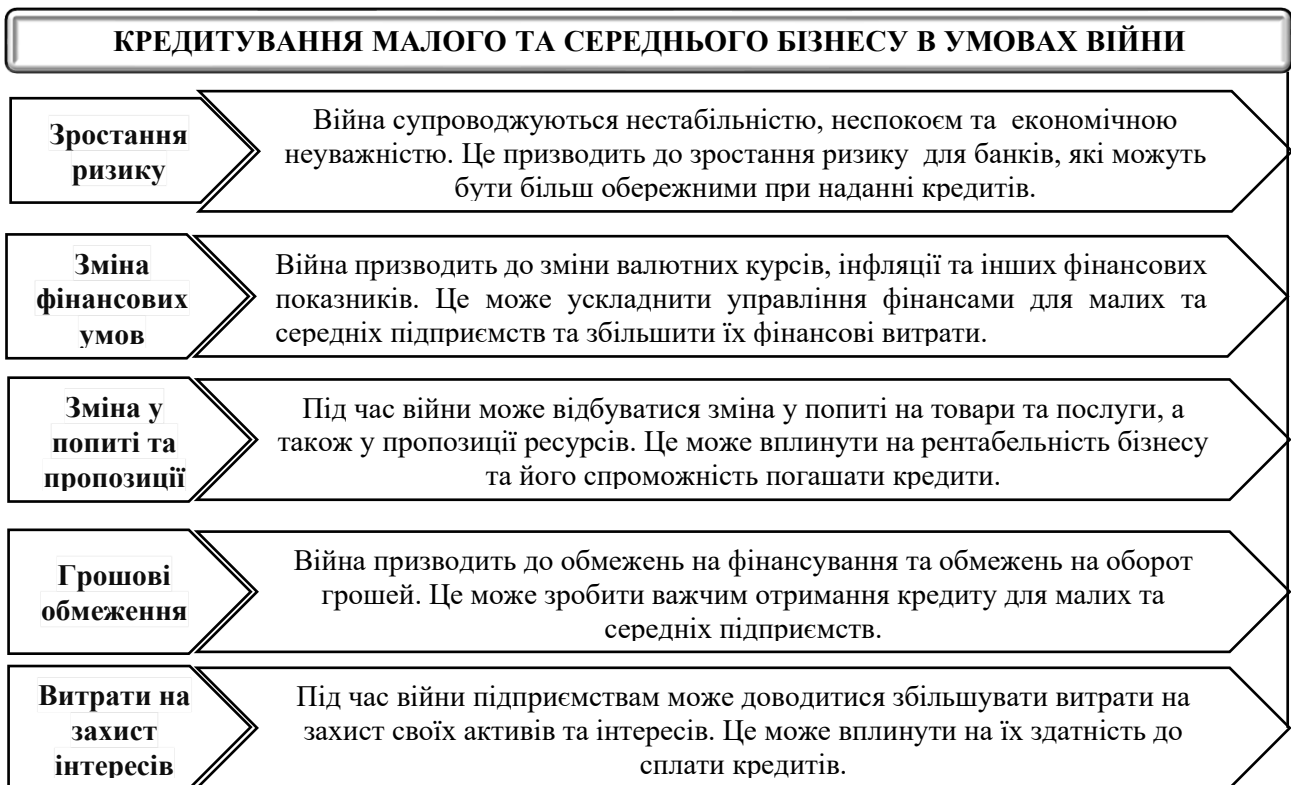 КРЕДИТУВАННЯ МАЛОГО ТА СЕРЕДНЬОГО БІЗНЕСУ В УМОВАХ ВІЙНИ
Зростання
ризику
Війна супроводжуються нестабільністю, неспокоєм та економічною
неуважністю. Це призводить до зростання ризику для банків, які можуть
бути більш обережними при наданні кредитів.
Зміна
фінансових
умов
Війна призводить до зміни валютних курсів, інфляції та інших фінансових
показників. Це може ускладнити управління фінансами для малих та
середніх підприємств та збільшити їх фінансові витрати.
Зміна у
попиті та
пропозиції
Під час війни може відбуватися зміна у попиті на товари та послуги, а
також у пропозиції ресурсів. Це може вплинути на рентабельність бізнесу
та його спроможність погашати кредити.
Грошові
обмеження
Війна призводить до обмежень на фінансування та обмежень на оборот
грошей. Це може зробити важчим отримання кредиту для малих та
середніх підприємств.
Витрати на
захист
інтересів
Під час війни підприємствам може доводитися збільшувати витрати на
захист своїх активів та інтересів. Це може вплинути на їх здатність до
сплати кредитів.